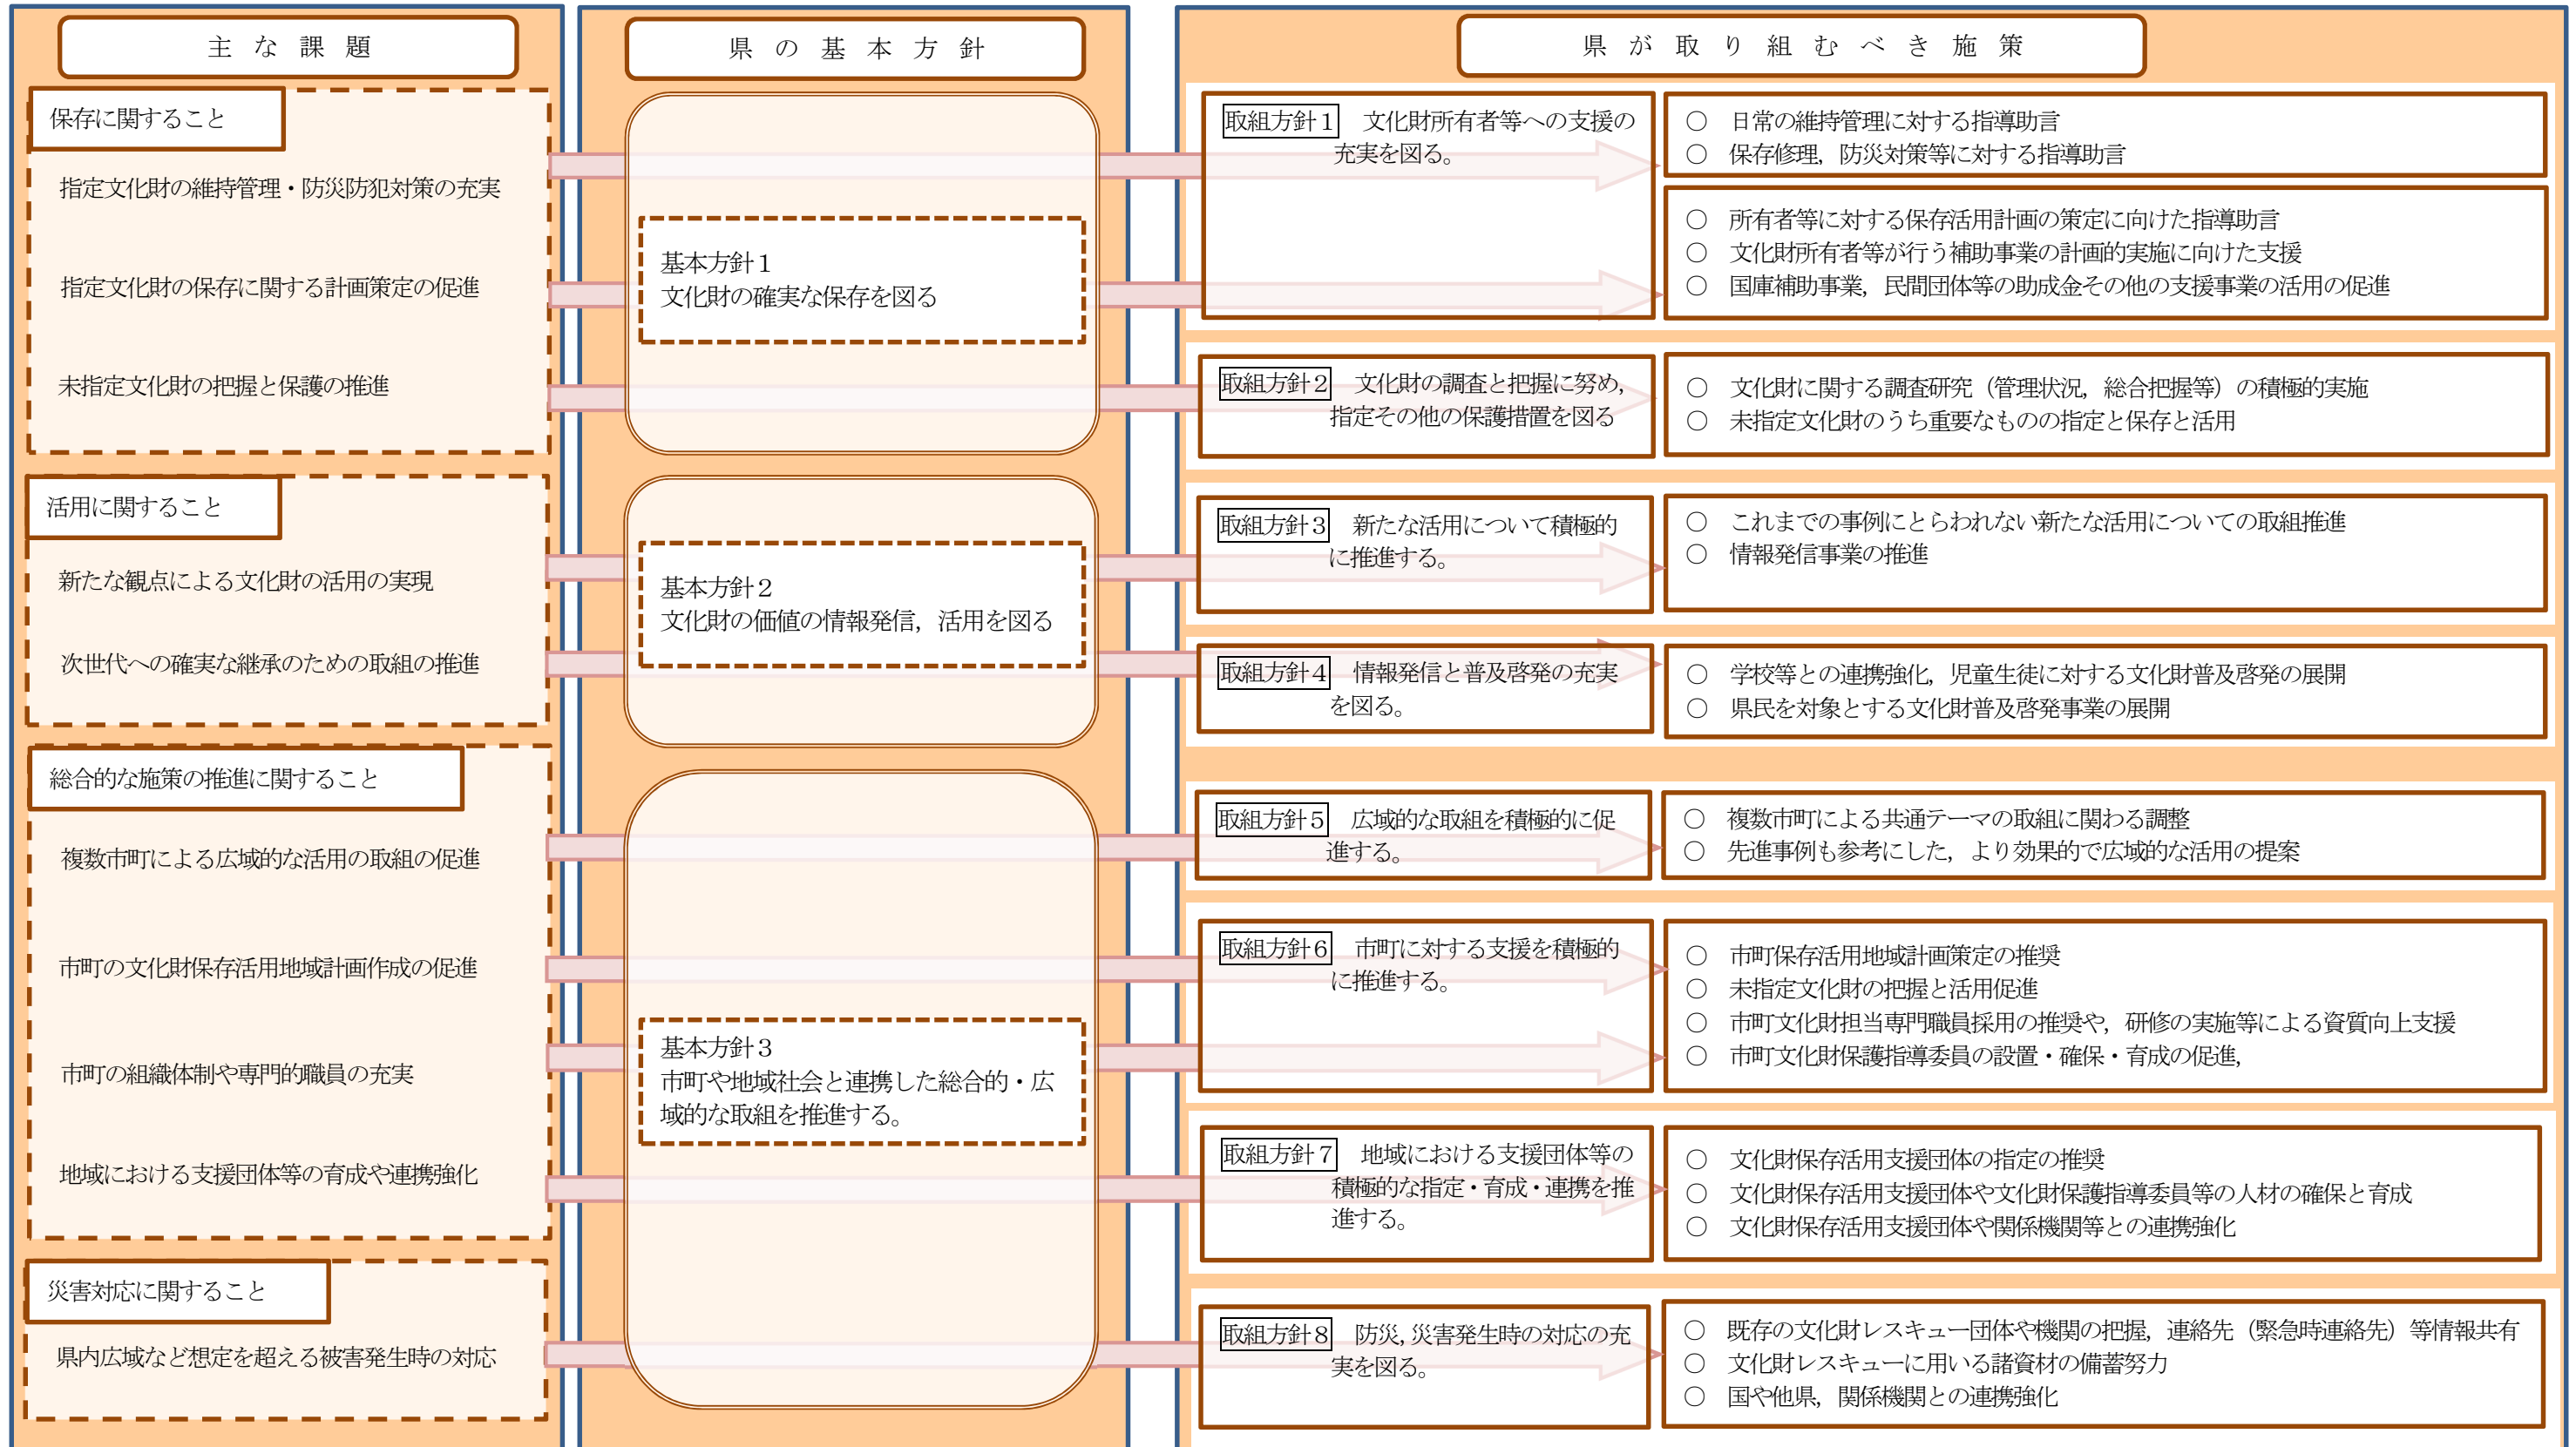 主な課題
県の基本方針
県が取り組むべき施策
保存に関すること
指定文化財の維持管理・防災防犯対策の充実
指定文化財の保存に関する計画策定の促進
未指定文化財の把握と保護の推進
活用に関すること
新たな観点による文化財の活用の実現
次世代への確実な継承のための取組の推進
総合的な施策の推進に関すること
複数市町による広域的な活用の取組の促進
市町の文化財保存活用地域計画作成の促進
市町の組織体制や専門的職員の充実
地域における支援団体等の育成や連携強化
災害対応に関すること
県内広域など想定を超える被害発生時の対応
基本方針１
文化財の確実な保存を図る
基本方針２
文化財の価値の情報発信，活用を図る
基本方針３
市町や地域社会と連携した総合的・広
域的な取組を推進する。
取組方針１　文化財所有者等への支援の
充実を図る。
○　日常の維持管理に対する指導助言
○　保存修理，防災対策等に対する指導助言
○　所有者等に対する保存活用計画の策定に向けた指導助言
○　文化財所有者等が行う補助事業の計画的実施に向けた支援
○　国庫補助事業，民間団体等の助成金その他の支援事業の活用の促進
取組方針２　文化財の調査と把握に努め，
指定その他の保護措置を図る
○　文化財に関する調査研究（管理状況，総合把握等）の積極的実施
○　未指定文化財のうち重要なものの指定と保存と活用
取組方針３　新たな活用について積極的
に推進する。
○　これまでの事例にとらわれない新たな活用についての取組推進
○　情報発信事業の推進
取組方針４　情報発信と普及啓発の充実
を図る。
○　学校等との連携強化，児童生徒に対する文化財普及啓発の展開
○　県民を対象とする文化財普及啓発事業の展開
取組方針５　広域的な取組を積極的に促
進する。
○　複数市町による共通テーマの取組に関わる調整
○　先進事例も参考にした，より効果的で広域的な活用の提案
取組方針６　市町に対する支援を積極的
に推進する。
○　市町保存活用地域計画策定の推奨
○　未指定文化財の把握と活用促進
○　市町文化財担当専門職員採用の推奨や，研修の実施等による資質向上支援
○　市町文化財保護指導委員の設置・確保・育成の促進，
取組方針７　地域における支援団体等の
積極的な指定・育成・連携を推
進する。
○　文化財保存活用支援団体の指定の推奨
○　文化財保存活用支援団体や文化財保護指導委員等の人材の確保と育成
○　文化財保存活用支援団体や関係機関等との連携強化
取組方針８　防災，災害発生時の対応の充
実を図る。
○　既存の文化財レスキュー団体や機関の把握，連絡先（緊急時連絡先）等情報共有
○　文化財レスキューに用いる諸資材の備蓄努力
○　国や他県，関係機関との連携強化